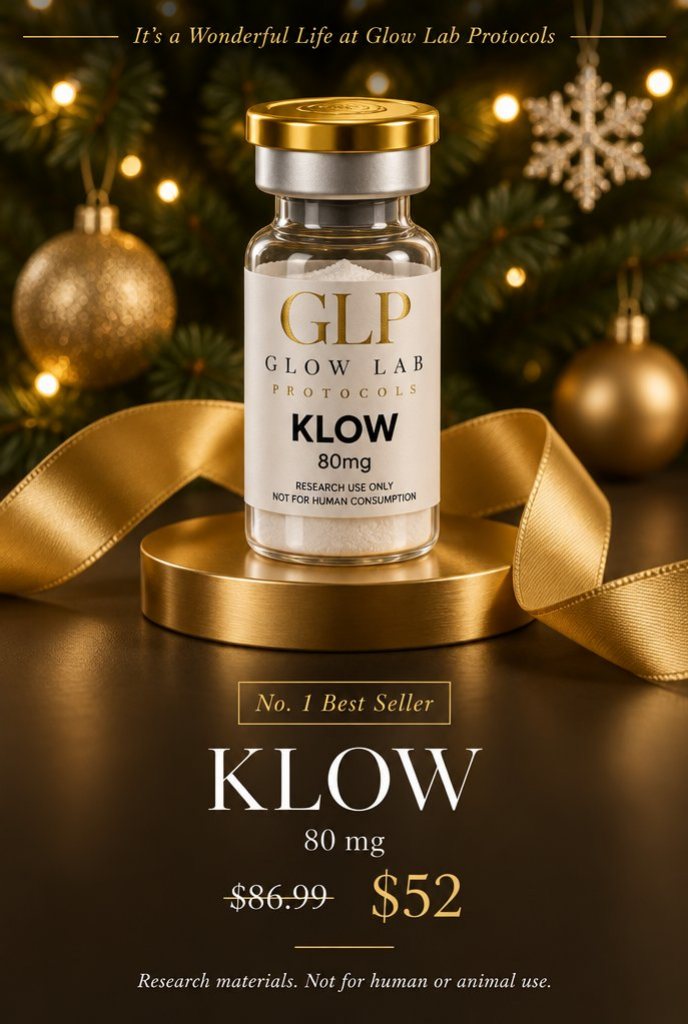 It's a Wonderful Life at Glow Lab Protocols
GLP
GLOW LAB
PROTOCOLS
KLOW
80mg
RESEARCH USE ONLY
NOT FOR HUMAN CONSUMPTION
No. 1 Best Seller
KLOW
80 mg
$86.99 $52
Research materials. Not for human or animal use.